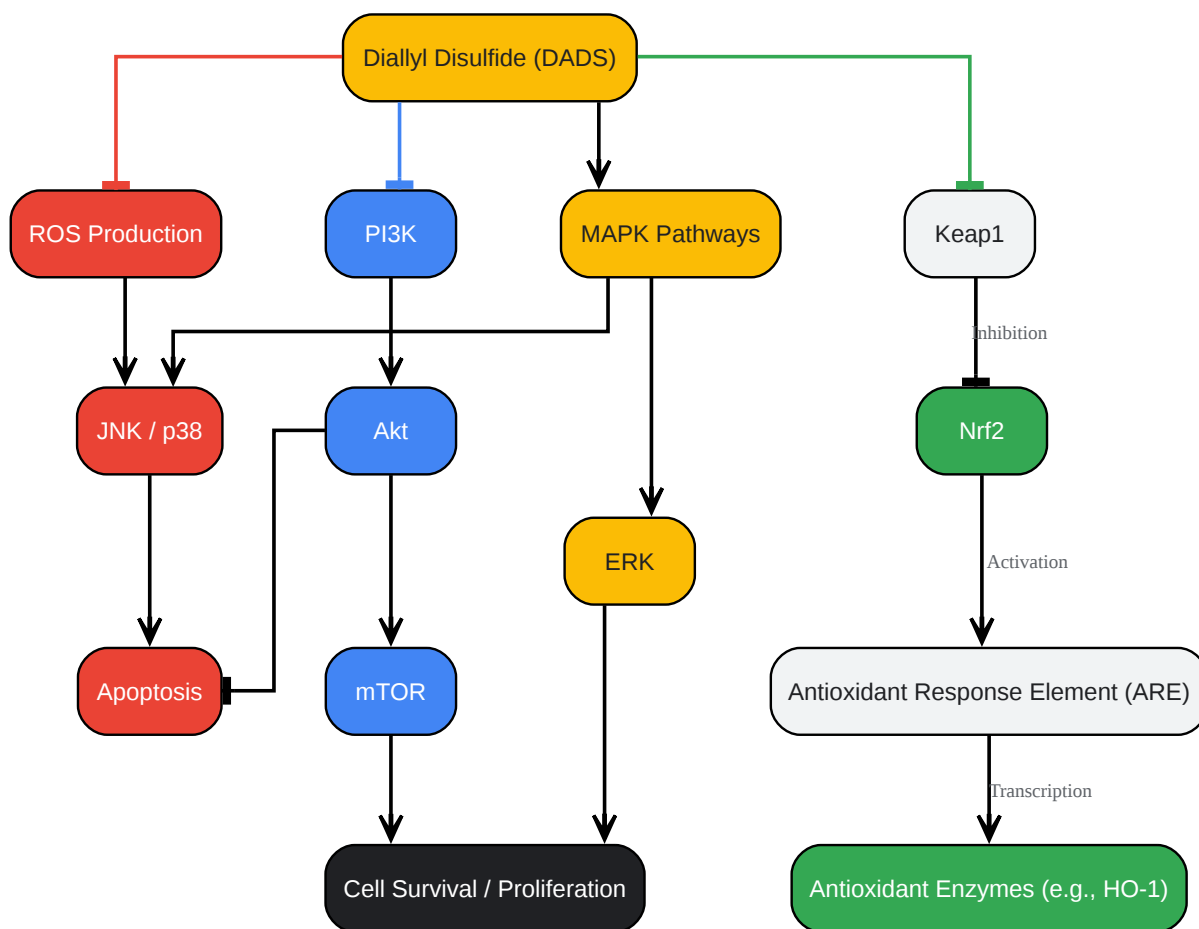 Diallyl Disulfide (DADS)
ROS Production
PI3K
MAPK Pathways
Keap1
Inhibition
JNK / p38
Akt
Nrf2
ERK
Activation
Apoptosis
mTOR
Antioxidant Response Element (ARE)
Transcription
Cell Survival / Proliferation
Antioxidant Enzymes (e.g., HO-1)